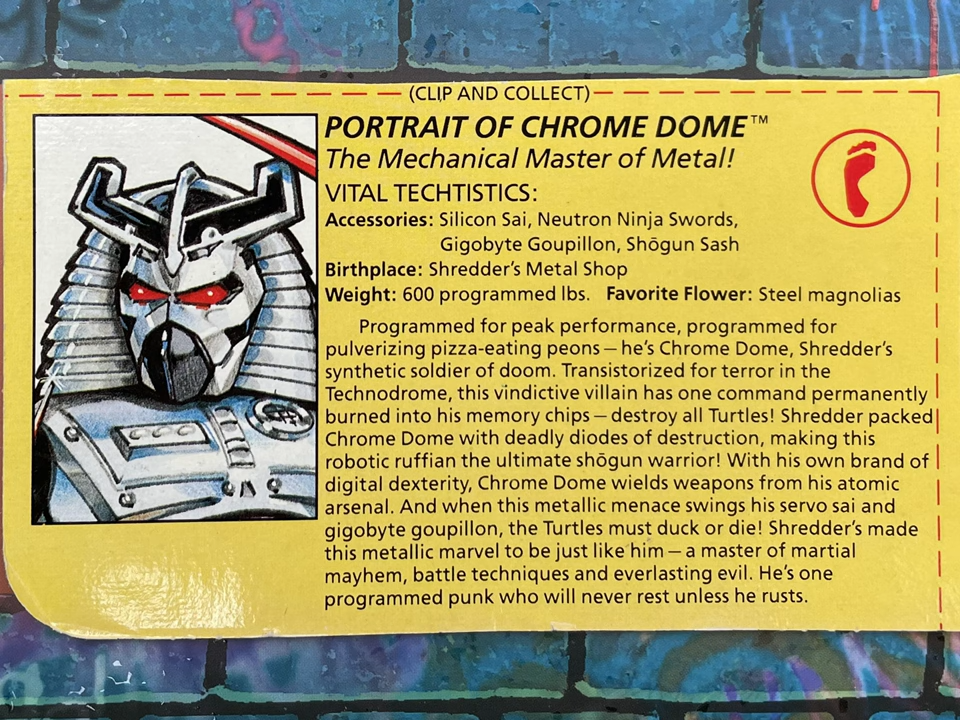 (CLIP AND COLLECT)
PORTRAIT OF CHROME DOME™
The Mechanical Master of Metal!
VITAL TECHTISTICS:
Accessories: Silicon Sai, Neutron Ninja Swords,
Gigobyte Goupillon, Shōgun Sash
Birthplace: Shredder's Metal Shop
Weight: 600 programmed lbs. Favorite Flower: Steel magnolias
Programmed for peak performance, programmed for
pulverizing pizza-eating peons — he's Chrome Dome, Shredder's
synthetic soldier of doom. Transistorized for terror in the
Technodrome, this vindictive villain has one command permanently
burned into his memory chips — destroy all Turtles! Shredder packed
Chrome Dome with deadly diodes of destruction, making this
robotic ruffian the ultimate shōgun warrior! With his own brand of
digital dexterity, Chrome Dome wields weapons from his atomic
arsenal. And when this metallic menace swings his servo sai and
gigobyte goupillon, the Turtles must duck or die! Shredder's made
this metallic marvel to be just like him — a master of martial
mayhem, battle techniques and everlasting evil. He's one
programmed punk who will never rest unless he rusts.